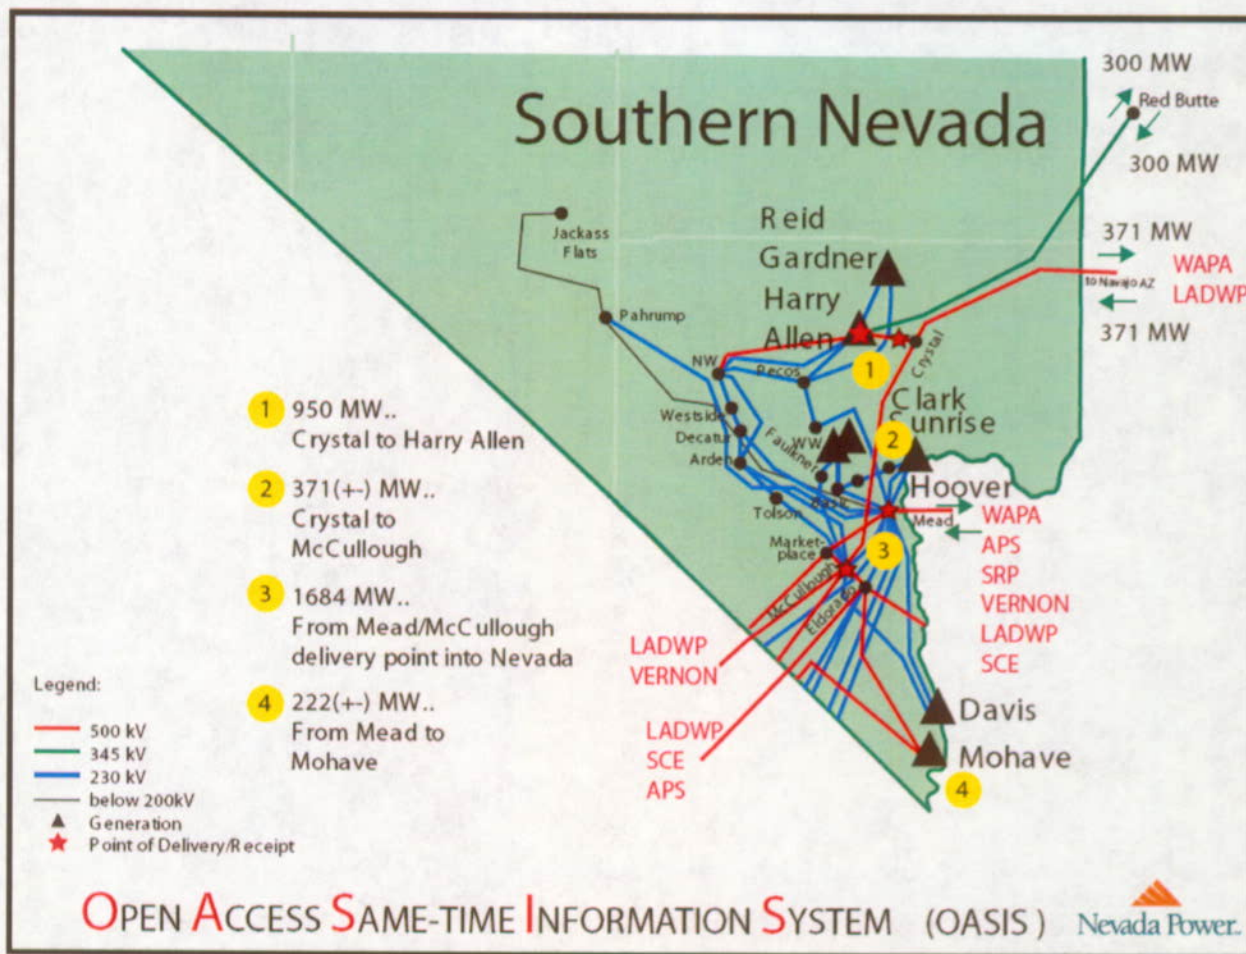 Southern Nevada
300 MW
Red Butte
300 MW
371 MW
WAPA
LADWP
to Navajo AZ
371 MW
Jackass
Flats
Pahrump
Reid
Gardner
Harry
Allen
Crystal
NW
Pecos
1
Clark
Sunrise
Westside
Decatur
Arden
WW
Faulkner
2
Tolson
Hoover
Mead
WAPA
APS
SRP
VERNON
LADWP
SCE
Market-
place
3
McCullough
Eldorado
LADWP
VERNON
LADWP
SCE
APS
Davis
Mohave
4
1 950 MW..
Crystal to Harry Allen
2 371(+-) MW..
Crystal to
McCullough
3 1684 MW..
From Mead/McCullough
delivery point into Nevada
4 222(+-) MW..
From Mead to
Mohave
Legend:
500 kV
345 kV
230 kV
below 200kV
Generation
Point of Delivery/Receipt
OPEN ACCESS SAME-TIME INFORMATION SYSTEM (OASIS )
Nevada Power..